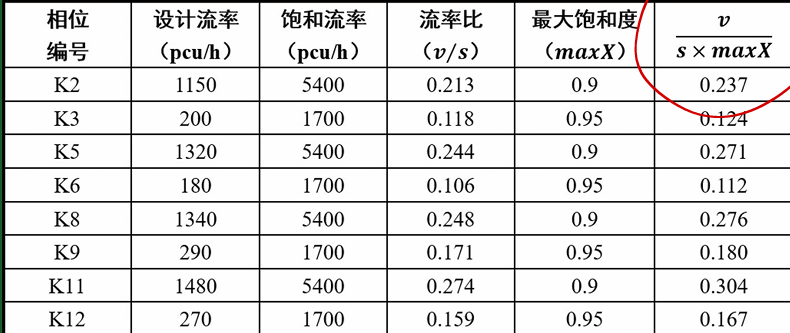 相位编号 设计流率（pcu/h） 饱和流率（pcu/h） 流率比（v/s） 最大饱和度（maxX） v / s × maxX
K2 1150 5400 0.213 0.9 0.237
K3 200 1700 0.118 0.95 0.124
K5 1320 5400 0.244 0.9 0.271
K6 180 1700 0.106 0.95 0.112
K8 1340 5400 0.248 0.9 0.276
K9 290 1700 0.171 0.95 0.180
K11 1480 5400 0.274 0.9 0.304
K12 270 1700 0.159 0.95 0.167